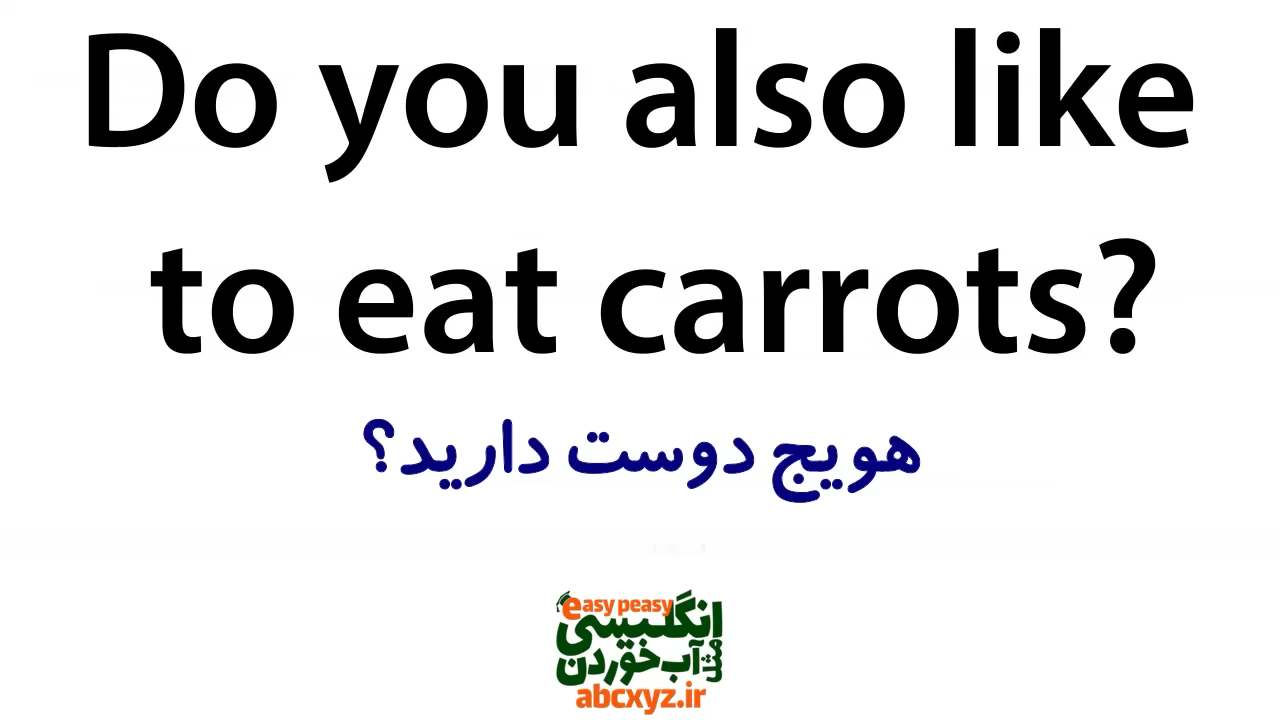 Do you also like
to eat carrots?
هویج دوست دارید؟
easy peasy
انگلیسی
مثل آب خوردن
abcxyz.ir